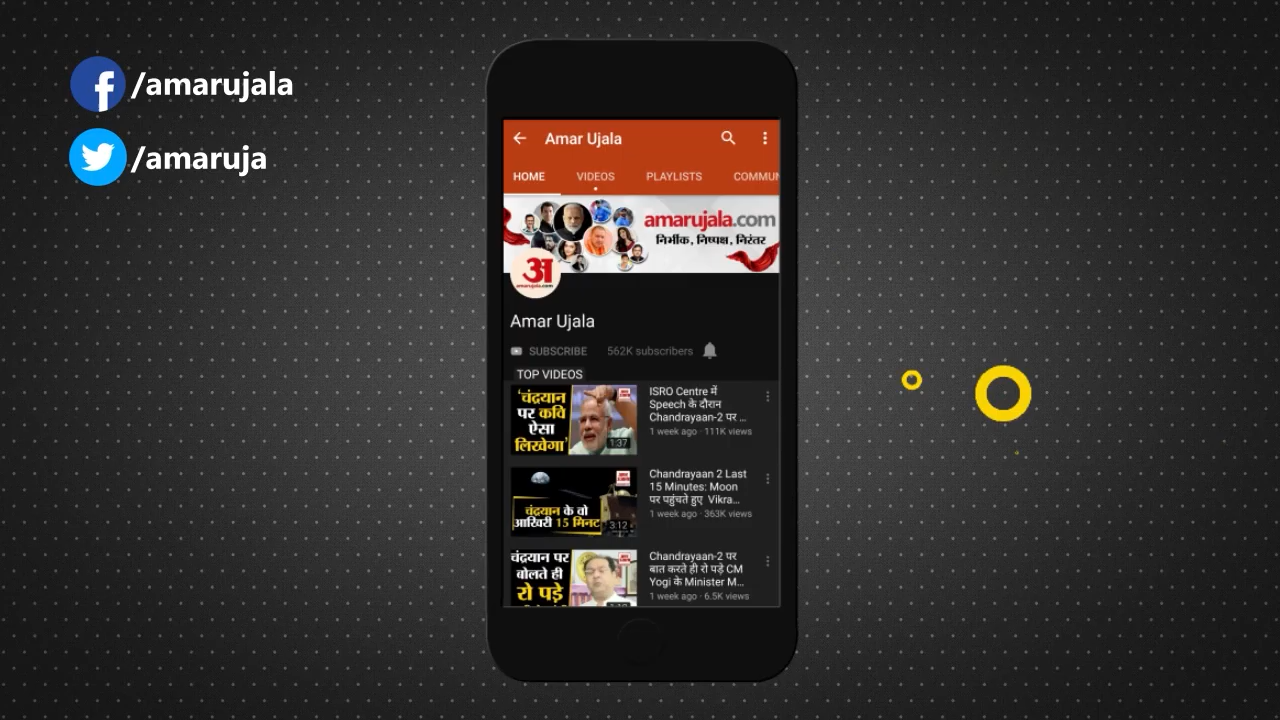 /amarujala
/amaruja
Amar Ujala
HOME VIDEOS PLAYLISTS COMMUN
amarujala.com
निर्भीक, निष्पक्ष, निरंतर
अ
amarujala.com
Amar Ujala
SUBSCRIBE 562K subscribers
TOP VIDEOS
'चंद्रयान
पर कवि
ऐसा
लिखेगा'
1:37
ISRO Centre में
Speech के दौरान
Chandrayaan-2 पर ...
1 week ago · 111K views
चंद्रयान के वो
आखिरी 15 मिनट
3:12
Chandrayaan 2 Last
15 Minutes: Moon
पर पहुंचते हुए Vikra...
1 week ago · 363K views
चंद्रयान पर
बोलते ही
रो पड़े
Chandrayaan-2 पर
बात करते ही रो पड़े CM
Yogi के Minister M...
1 week ago · 6.5K views